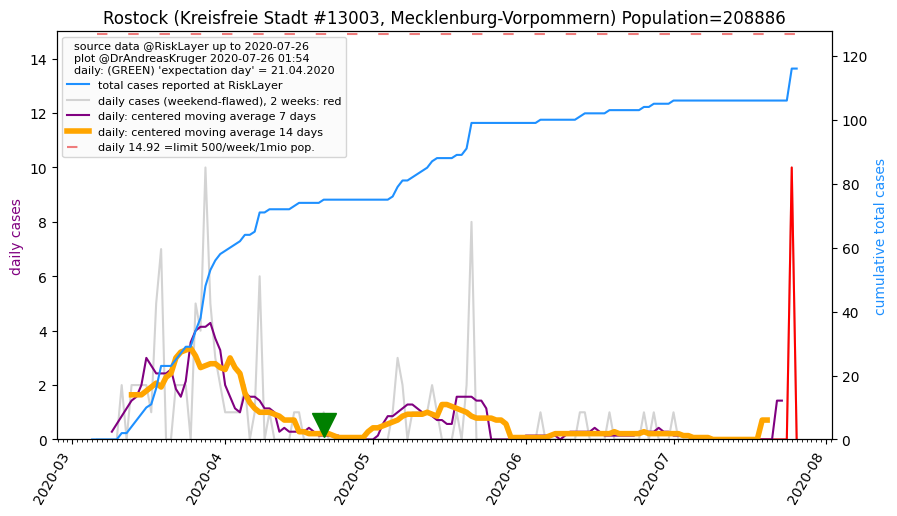 Rostock (Kreisfreie Stadt #13003, Mecklenburg-Vorpommern) Population=208886
source data @RiskLayer up to 2020-07-26
plot @DrAndreasKruger 2020-07-26 01:54
daily: (GREEN) 'expectation day' = 21.04.2020
total cases reported at RiskLayer
daily cases (weekend-flawed), 2 weeks: red
daily: centered moving average 7 days
daily: centered moving average 14 days
daily 14.92 =limit 500/week/1mio pop.
daily cases
14
12
10
8
6
4
2
0
cumulative total cases
120
100
80
60
40
20
0
2020-03
2020-04
2020-05
2020-06
2020-07
2020-08